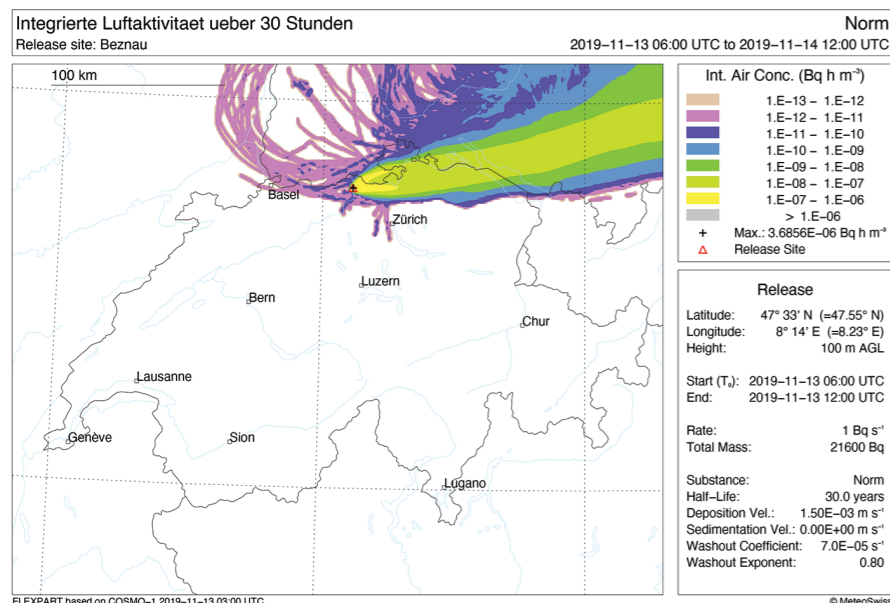 Integrierte Luftaktivitaet ueber 30 Stunden
Norm
Release site: Beznau
2019−11−13 06:00 UTC to 2019−11−14 12:00 UTC
100 km
Basel
Zürich
Luzern
Bern
Chur
Lausanne
Genève
Sion
Lugano
Int. Air Conc. (Bq h m⁻³)
1.E−13 − 1.E−12
1.E−12 − 1.E−11
1.E−11 − 1.E−10
1.E−10 − 1.E−09
1.E−09 − 1.E−08
1.E−08 − 1.E−07
1.E−07 − 1.E−06
> 1.E−06
+ Max.: 3.6856E−06 Bq h m⁻³
Release Site
Release
Latitude: 47° 33' N (=47.55° N)
Longitude: 8° 14' E (=8.23° E)
Height: 100 m AGL
Start (Tₒ): 2019−11−13 06:00 UTC
End: 2019−11−13 12:00 UTC
Rate: 1 Bq s⁻¹
Total Mass: 21600 Bq
Substance: Norm
Half−Life: 30.0 years
Deposition Vel.: 1.50E−03 m s⁻¹
Sedimentation Vel.: 0.00E+00 m s⁻¹
Washout Coefficient: 7.0E−05 s⁻¹
Washout Exponent: 0.80
FLEXPART based on COSMO−1 2019−11−13 03:00 UTC
© MeteoSwiss